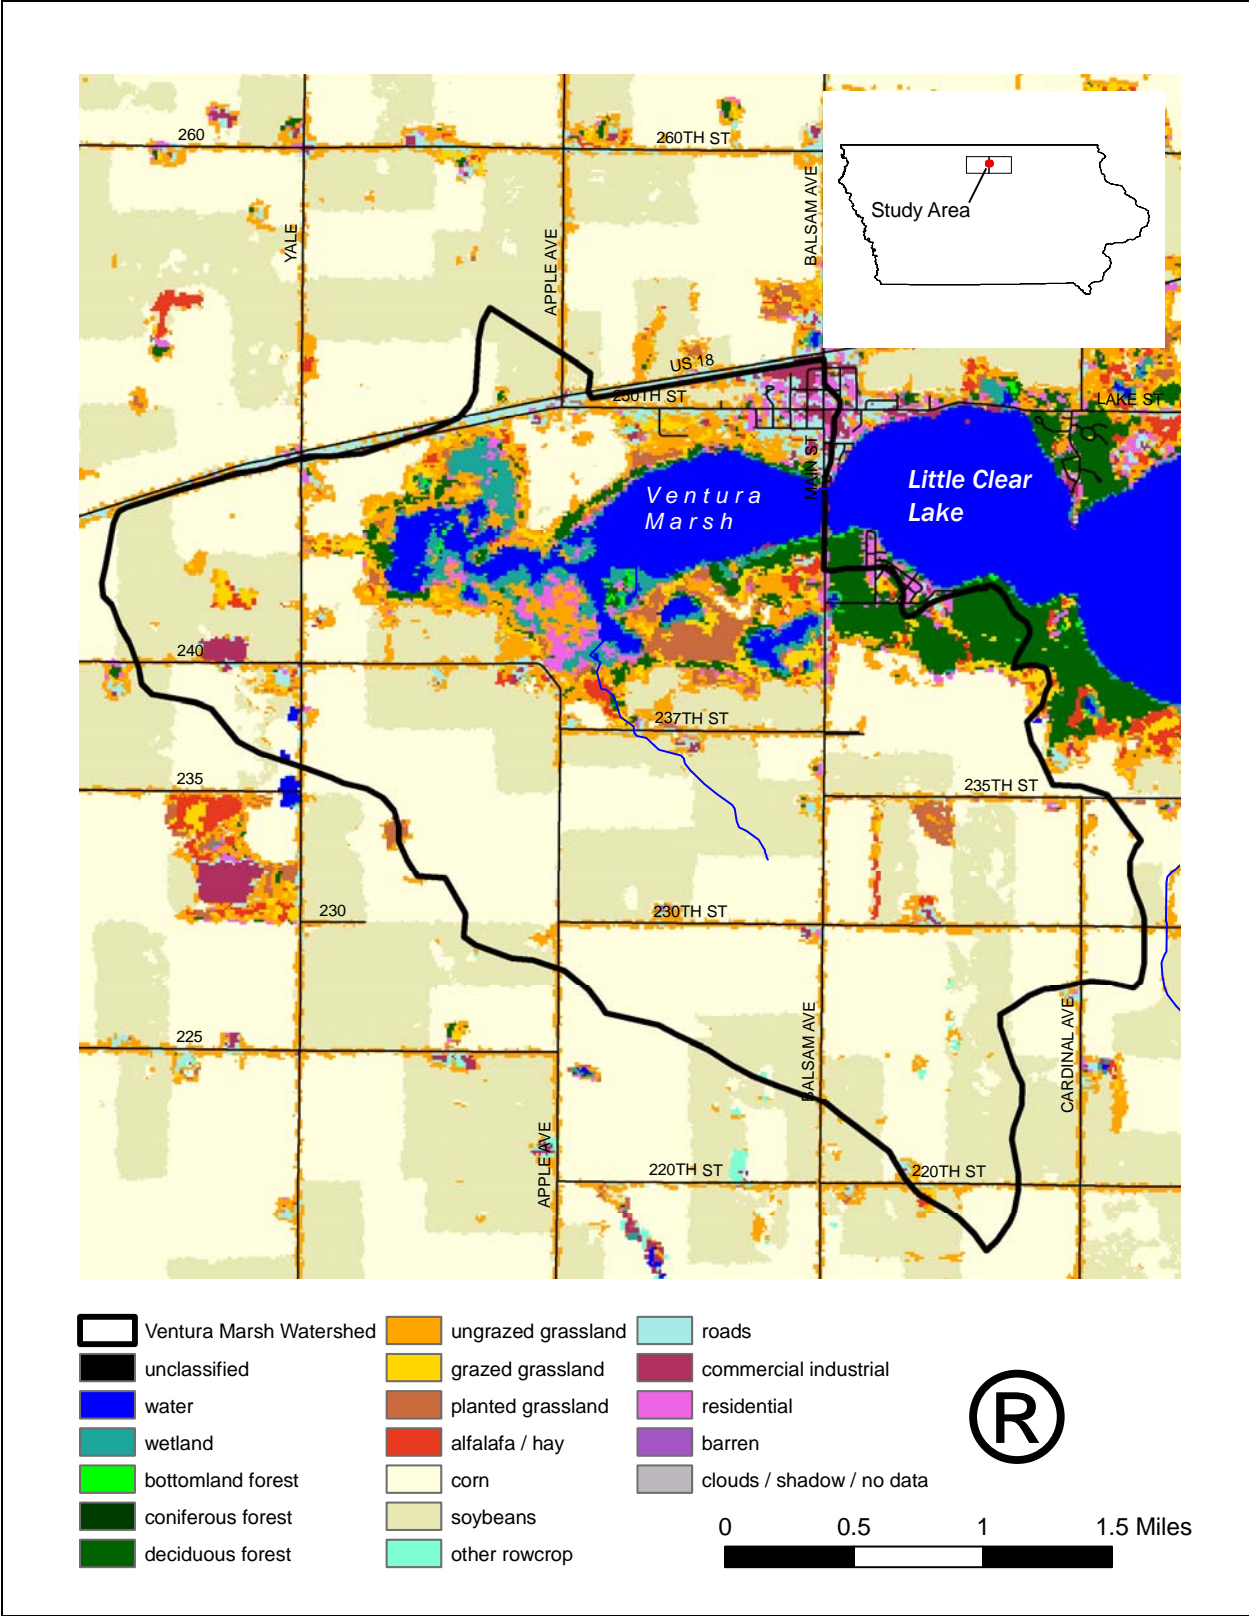 260
260TH ST
BALSAM AVE
Study Area
YALE
APPLE AVE
US 18
250TH ST
LAKE ST
MAIN ST
Ventura
Marsh
Little Clear
Lake
240
237TH ST
235
235TH ST
230
230TH ST
225
BALSAM AVE
CARDINAL AVE
APPLE AVE
220TH ST
220TH ST
Ventura Marsh Watershed
unclassified
water
wetland
bottomland forest
coniferous forest
deciduous forest
ungrazed grassland
grazed grassland
planted grassland
alfalafa / hay
corn
soybeans
other rowcrop
roads
commercial industrial
residential
barren
clouds / shadow / no data
®
0 0.5 1 1.5 Miles